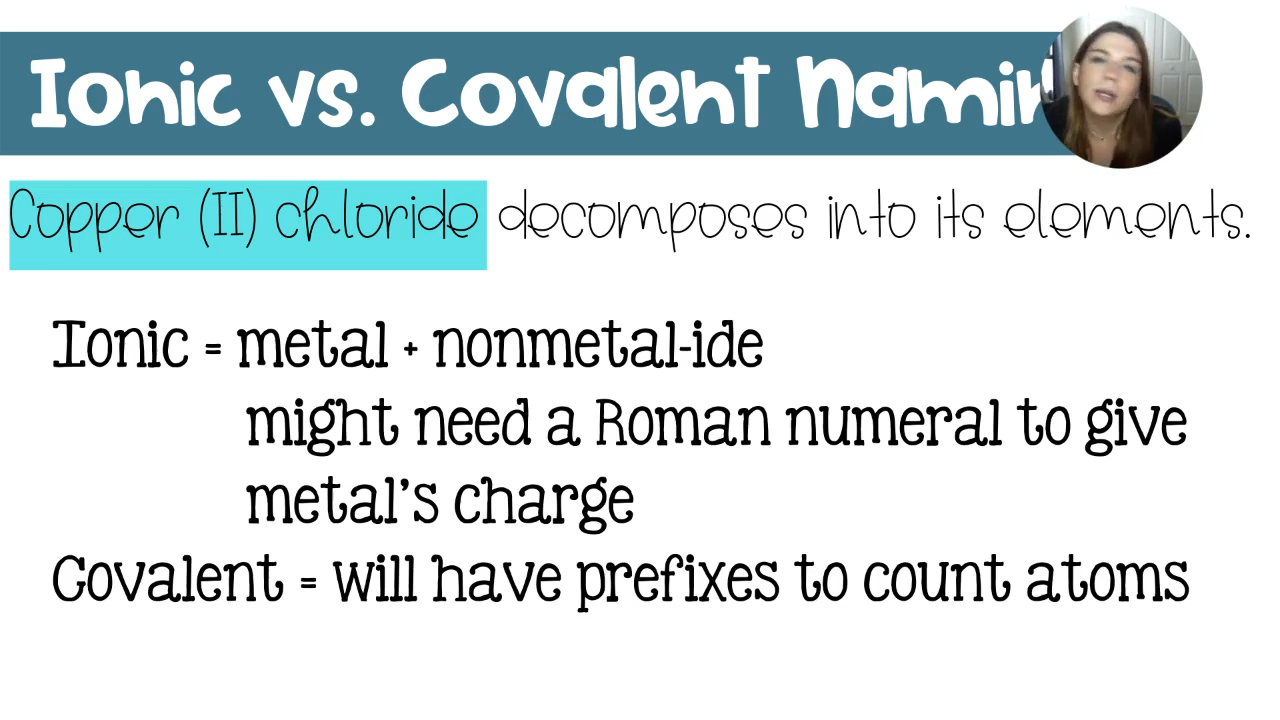 Ionic vs. Covalent Namin
Copper (II) chloride decomposes into its elements.
Ionic = metal + nonmetal-ide
might need a Roman numeral to give
metal's charge
Covalent = will have prefixes to count atoms